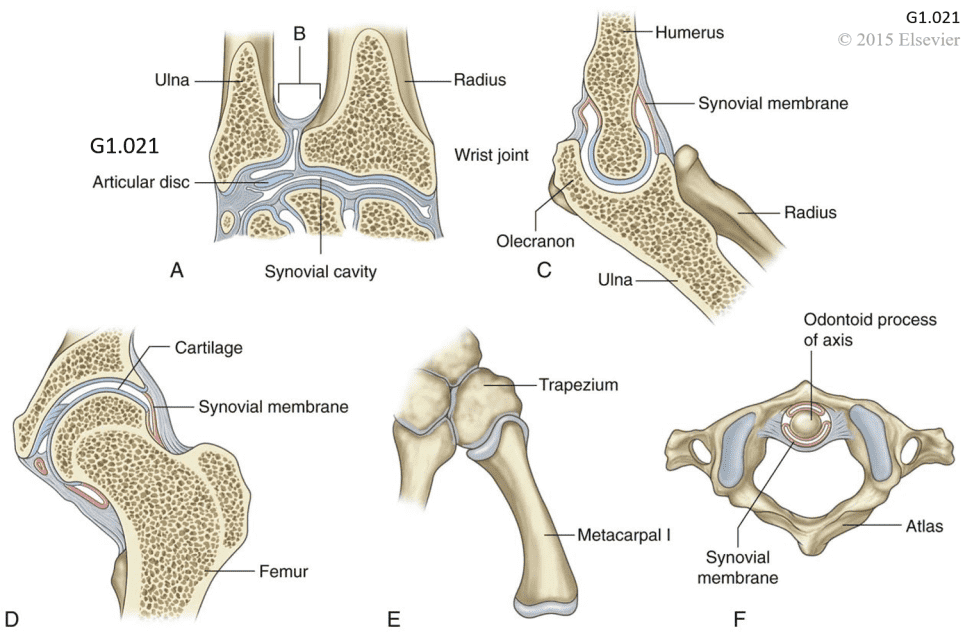 G1.021
© 2015 Elsevier
B
Ulna
Radius
G1.021
Wrist joint
Articular disc
A
Synovial cavity
Humerus
Synovial membrane
Radius
Olecranon
C
Ulna
Cartilage
Synovial membrane
Femur
D
Trapezium
Metacarpal I
E
Odontoid process
of axis
Atlas
Synovial
membrane
F